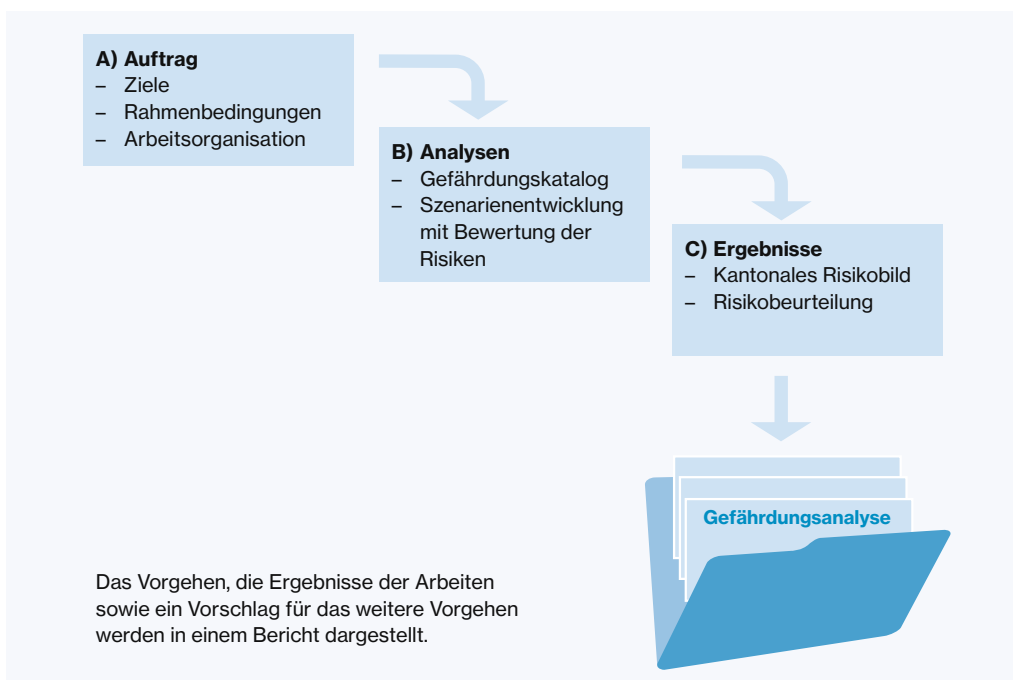 A) Auftrag
– Ziele
– Rahmenbedingungen
– Arbeitsorganisation
B) Analysen
– Gefährdungskatalog
– Szenarienentwicklung
mit Bewertung der
Risiken
C) Ergebnisse
– Kantonales Risikobild
– Risikobeurteilung
Gefährdungsanalyse
Das Vorgehen, die Ergebnisse der Arbeiten
sowie ein Vorschlag für das weitere Vorgehen
werden in einem Bericht dargestellt.